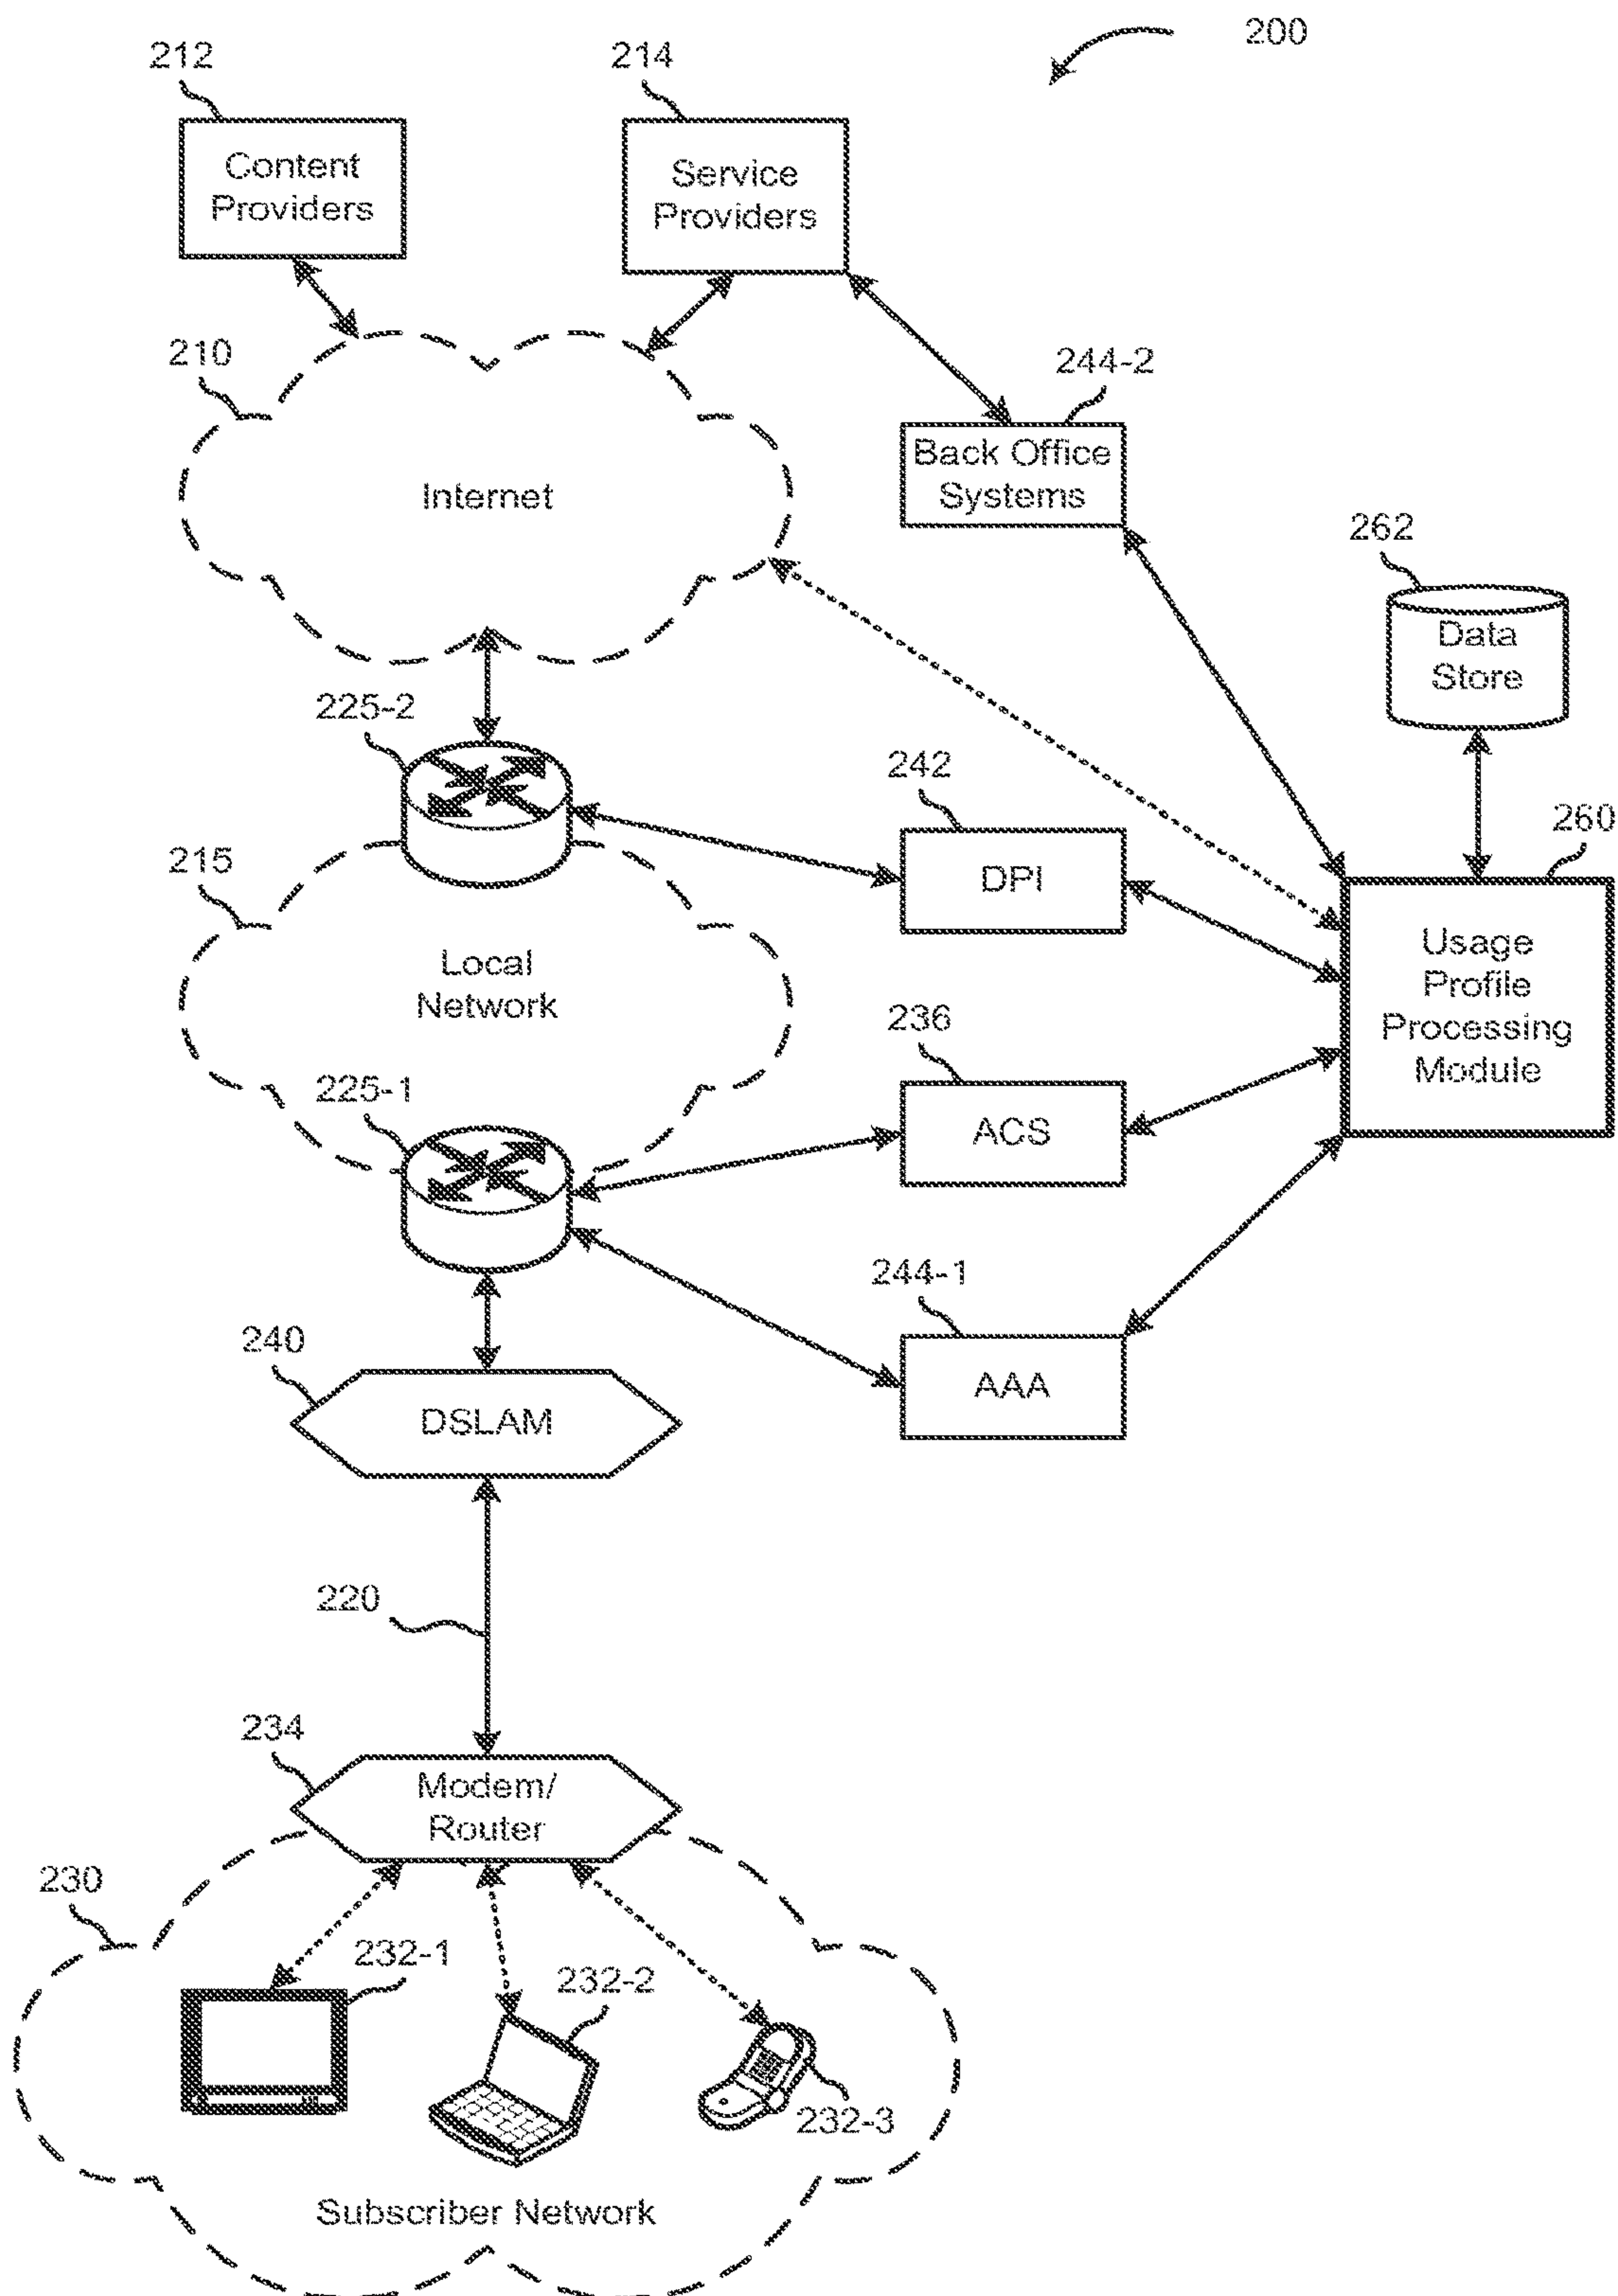 200
212
214
Content
Providers
Service
Providers
210
244-2
Back Office
Systems
Internet
262
Data
Store
225-2
242
260
215
DPI
Usage
Profile
Processing
Module
Local
Network
236
225-1
ACS
244-1
240
AAA
DSLAM
220
234
Modem/
Router
230
232-1
232-2
232-3
Subscriber Network